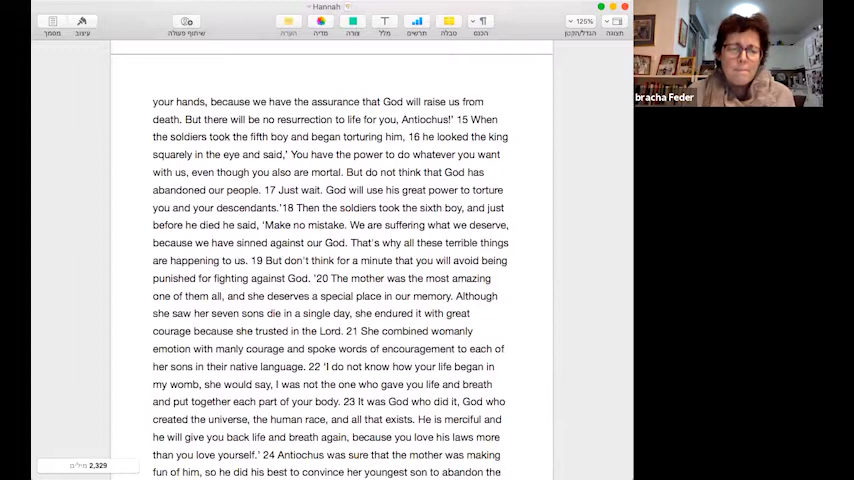 Hannah
125%
תצוגה
הגדל/הקטן
הכנס
טבלה
תרשים
מלל
צורה
מדיה
הערה
שיתוף פעולה
עיצוב
מסמך
your hands, because we have the assurance that God will raise us from
death. But there will be no resurrection to life for you, Antiochus!’ 15 When
the soldiers took the fifth boy and began torturing him, 16 he looked the king
squarely in the eye and said,’ You have the power to do whatever you want
with us, even though you also are mortal. But do not think that God has
abandoned our people. 17 Just wait. God will use his great power to torture
you and your descendants.’18 Then the soldiers took the sixth boy, and just
before he died he said, ‘Make no mistake. We are suffering what we deserve,
because we have sinned against our God. That's why all these terrible things
are happening to us. 19 But don't think for a minute that you will avoid being
punished for fighting against God. ’20 The mother was the most amazing
one of them all, and she deserves a special place in our memory. Although
she saw her seven sons die in a single day, she endured it with great
courage because she trusted in the Lord. 21 She combined womanly
emotion with manly courage and spoke words of encouragement to each of
her sons in their native language. 22 ‘I do not know how your life began in
my womb, she would say, I was not the one who gave you life and breath
and put together each part of your body. 23 It was God who did it, God who
created the universe, the human race, and all that exists. He is merciful and
he will give you back life and breath again, because you love his laws more
than you love yourself.’ 24 Antiochus was sure that the mother was making
fun of him, so he did his best to convince her youngest son to abandon the
2,329 מילים
bracha Feder